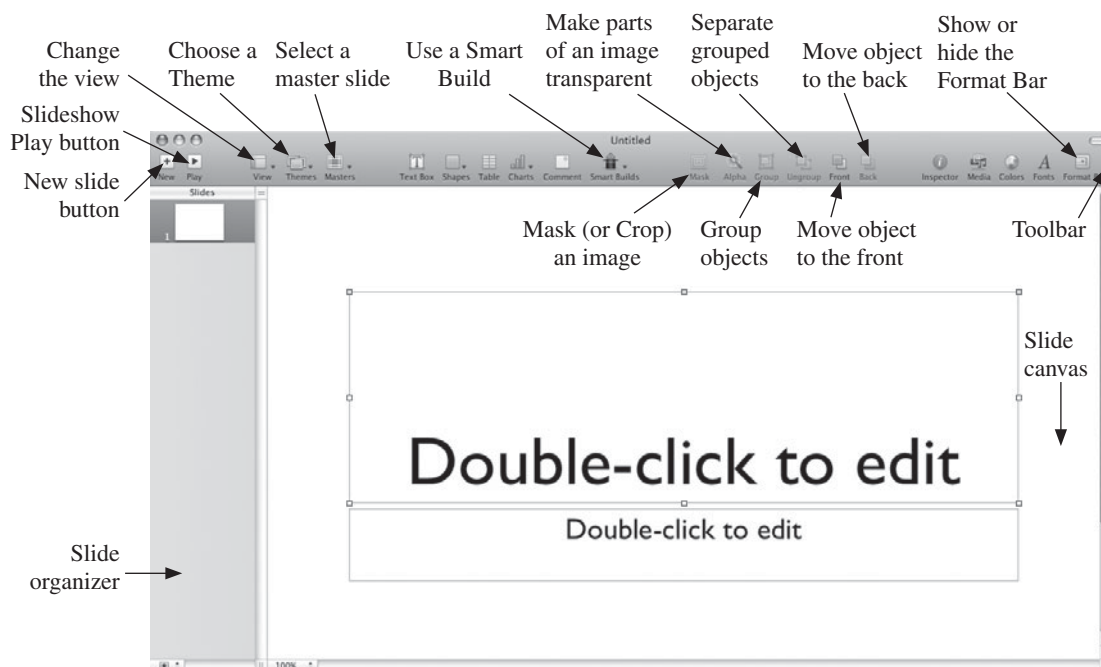 Change
the view
Choose a
Theme
Select a
master slide
Use a Smart
Build
Make parts
of an image
transparent
Separate
grouped
objects
Move object
to the back
Show or
hide the
Format Bar
Slideshow
Play button
New slide
button
Untitled
New Play View Themes Masters Text Box Shapes Table Charts Comment Smart Builds Mask Alpha Group Ungroup Front Back Inspector Media Colors Fonts Format
Slides
1
Mask (or Crop)
an image
Group
objects
Move object
to the front
Toolbar
Slide
canvas
Double-click to edit
Double-click to edit
Slide
organizer
100%